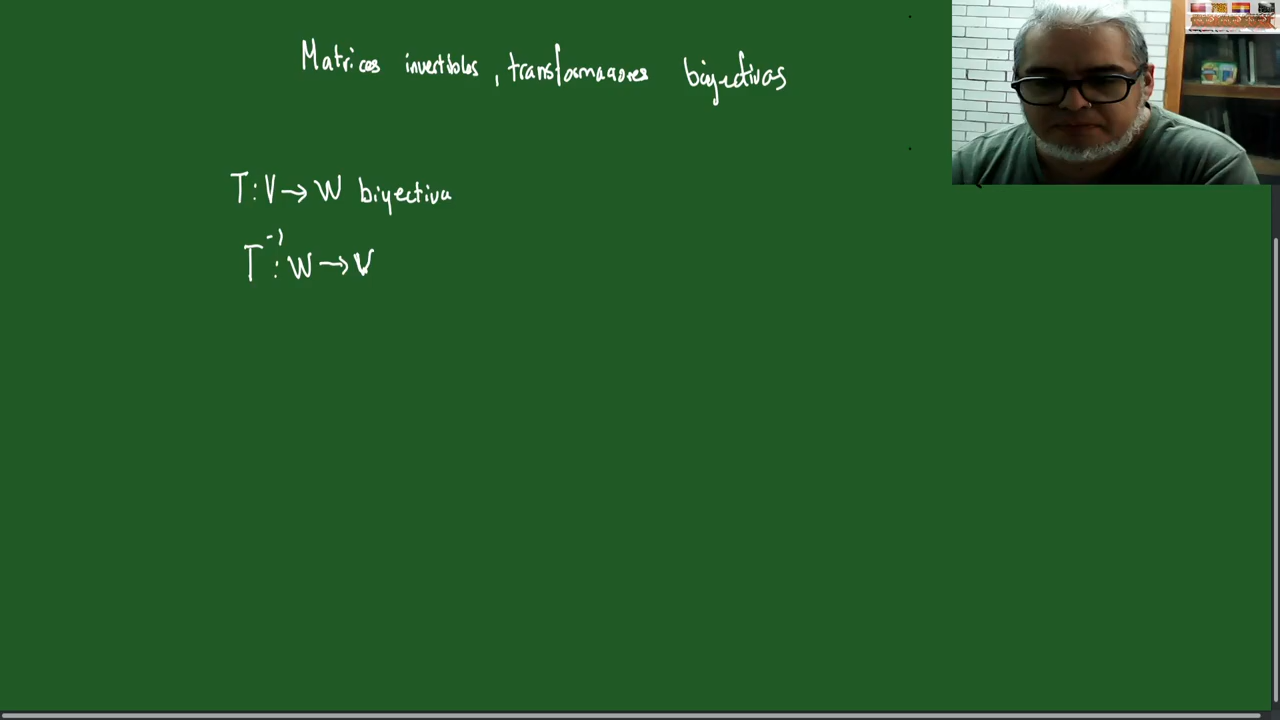 Matrices invertibles, transformaciones biyectivas
T: V → W biyectiva
T⁻¹: W → V